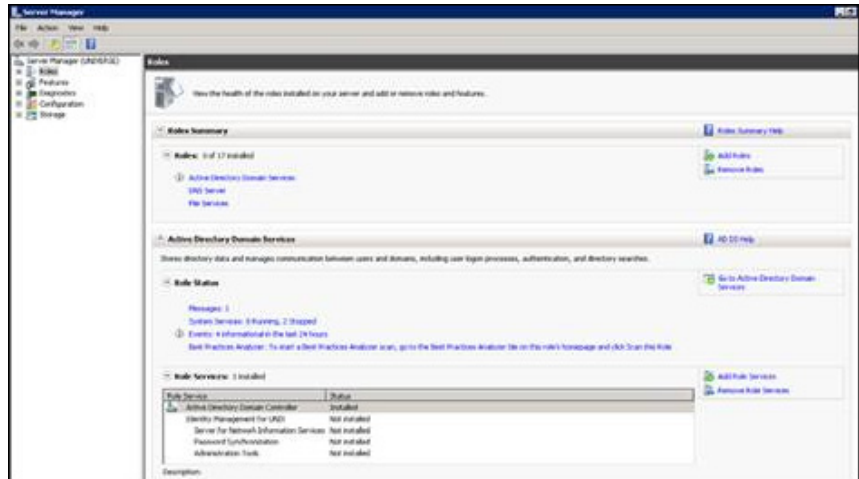 Server Manager
File Action View Help
Server Manager (UNIVERGE)
Roles
Features
Diagnostics
Configuration
Storage
Roles
View the health of the roles installed on your server and add or remove roles and features.
Roles Summary
Roles Summary Help
Roles: 3 of 17 installed
Add Roles
Remove Roles
Active Directory Domain Services
DNS Server
File Services
Active Directory Domain Services
AD DS Help
Stores directory data and manages communication between users and domains, including user logon processes, authentication, and directory searches.
Role Status
Go to Active Directory Domain Services
Messages: 1
System Services: 8 Running, 2 Stopped
Events: 4 informational in the last 24 hours
Best Practices Analyzer: To start a Best Practices Analyzer scan, go to the Best Practices Analyzer tile on this role's homepage and click Scan this Role
Role Services: 1 installed
Add Role Services
Remove Role Services
Role Service Status
Active Directory Domain Controller Installed
Identity Management for UNIX Not installed
Server for Network Information Services Not installed
Password Synchronization Not installed
Administration Tools Not installed
Description: